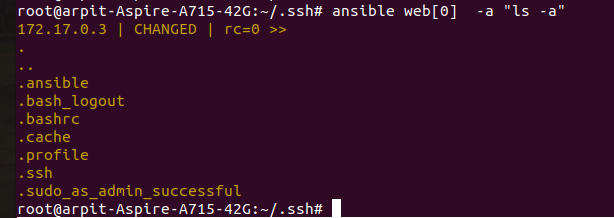 root@arpit-Aspire-A715-42G:~/.ssh# ansible web[0]  -a "ls -a"
172.17.0.3 | CHANGED | rc=0 >>
.
..
.ansible
.bash_logout
.bashrc
.cache
.profile
.ssh
.sudo_as_admin_successful
root@arpit-Aspire-A715-42G:~/.ssh#